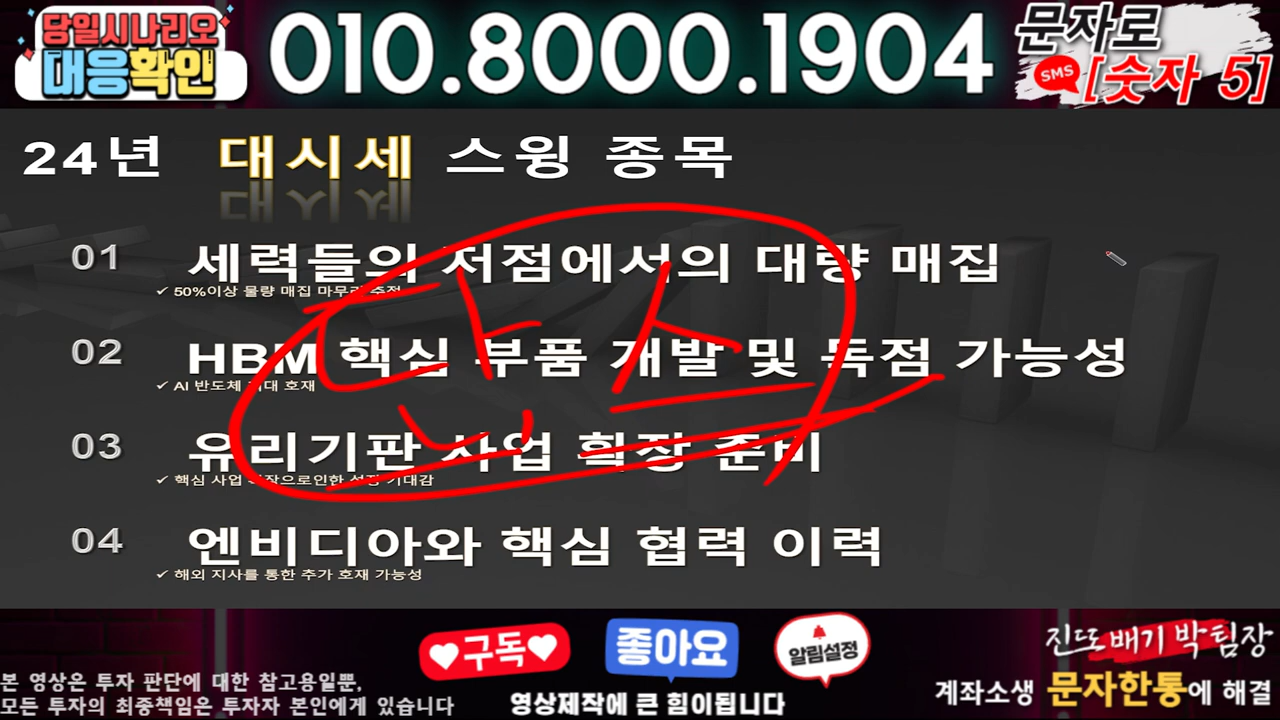 당일시나리오
대응확인
010.8000.1904
문자로
SMS [숫자 5]
24년 대시세 스윙 종목
01 세력들의 저점에서의 대량 매집
✓ 50%이상 물량 매집 마무리 추정
02 HBM 핵심 부품 개발 및 독점 가능성
✓ AI 반도체 최대 호재
단스
03 유리기판 사업 확장 준비
✓ 핵심 사업 확장으로인한 성장 기대감
04 엔비디아와 핵심 협력 이력
✓ 해외 지사를 통한 추가 호재 가능성
구독
좋아요
알림설정
영상제작에 큰 힘이됩니다
본 영상은 투자 판단에 대한 참고용일뿐,
모든 투자의 최종책임은 투자자 본인에게 있습니다
진또배기 박팀장
계좌소생 문자한통에 해결